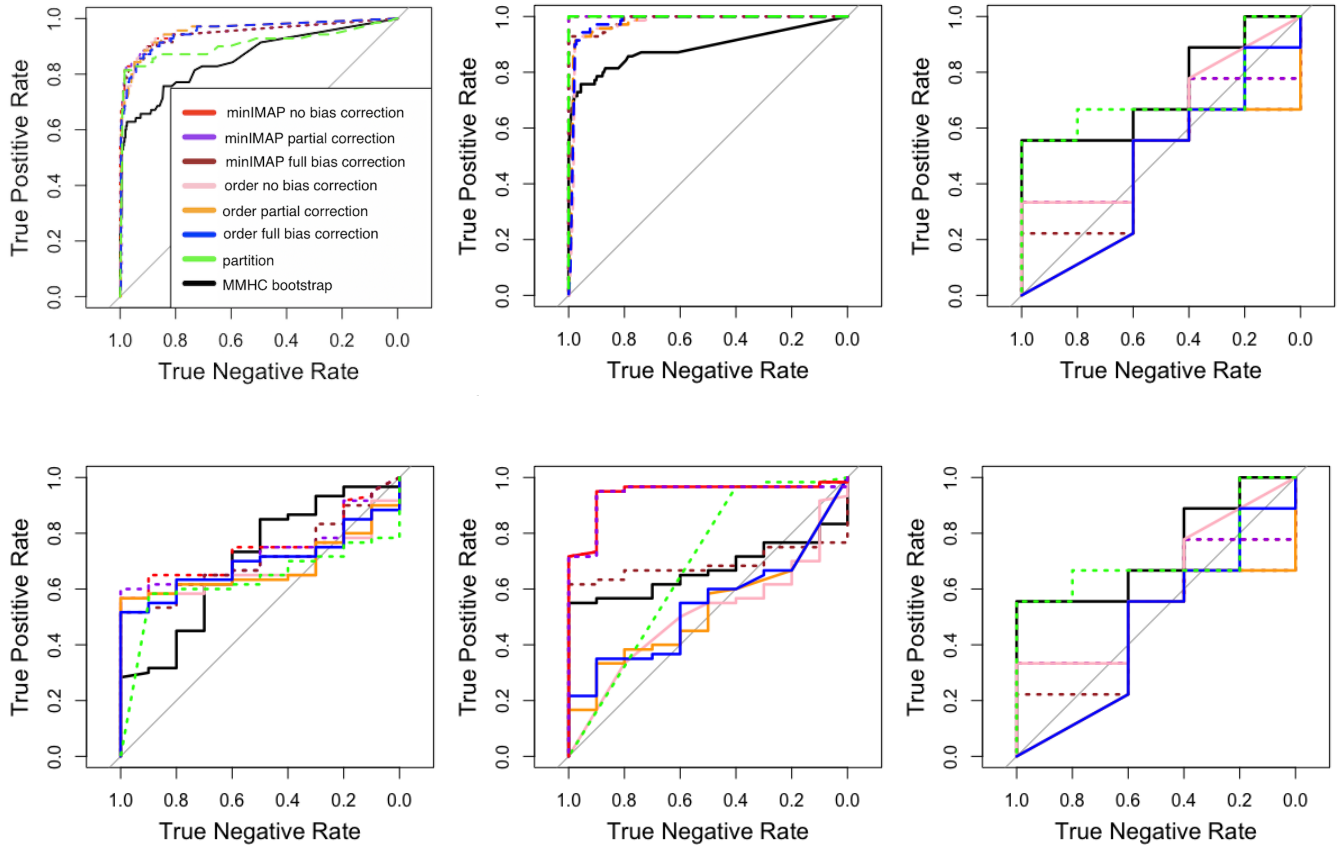 True Postitive Rate
0.0 0.2 0.4 0.6 0.8 1.0
minIMAP no bias correction
minIMAP partial correction
minIMAP full bias correction
order no bias correction
order partial correction
order full bias correction
partition
MMHC bootstrap
1.0 0.8 0.6 0.4 0.2 0.0
True Negative Rate
True Postitive Rate
0.0 0.2 0.4 0.6 0.8 1.0
1.0 0.8 0.6 0.4 0.2 0.0
True Negative Rate
True Postitive Rate
0.0 0.2 0.4 0.6 0.8 1.0
1.0 0.8 0.6 0.4 0.2 0.0
True Negative Rate
True Postitive Rate
0.0 0.2 0.4 0.6 0.8 1.0
1.0 0.8 0.6 0.4 0.2 0.0
True Negative Rate
True Postitive Rate
0.0 0.2 0.4 0.6 0.8 1.0
1.0 0.8 0.6 0.4 0.2 0.0
True Negative Rate
True Postitive Rate
0.0 0.2 0.4 0.6 0.8 1.0
1.0 0.8 0.6 0.4 0.2 0.0
True Negative Rate